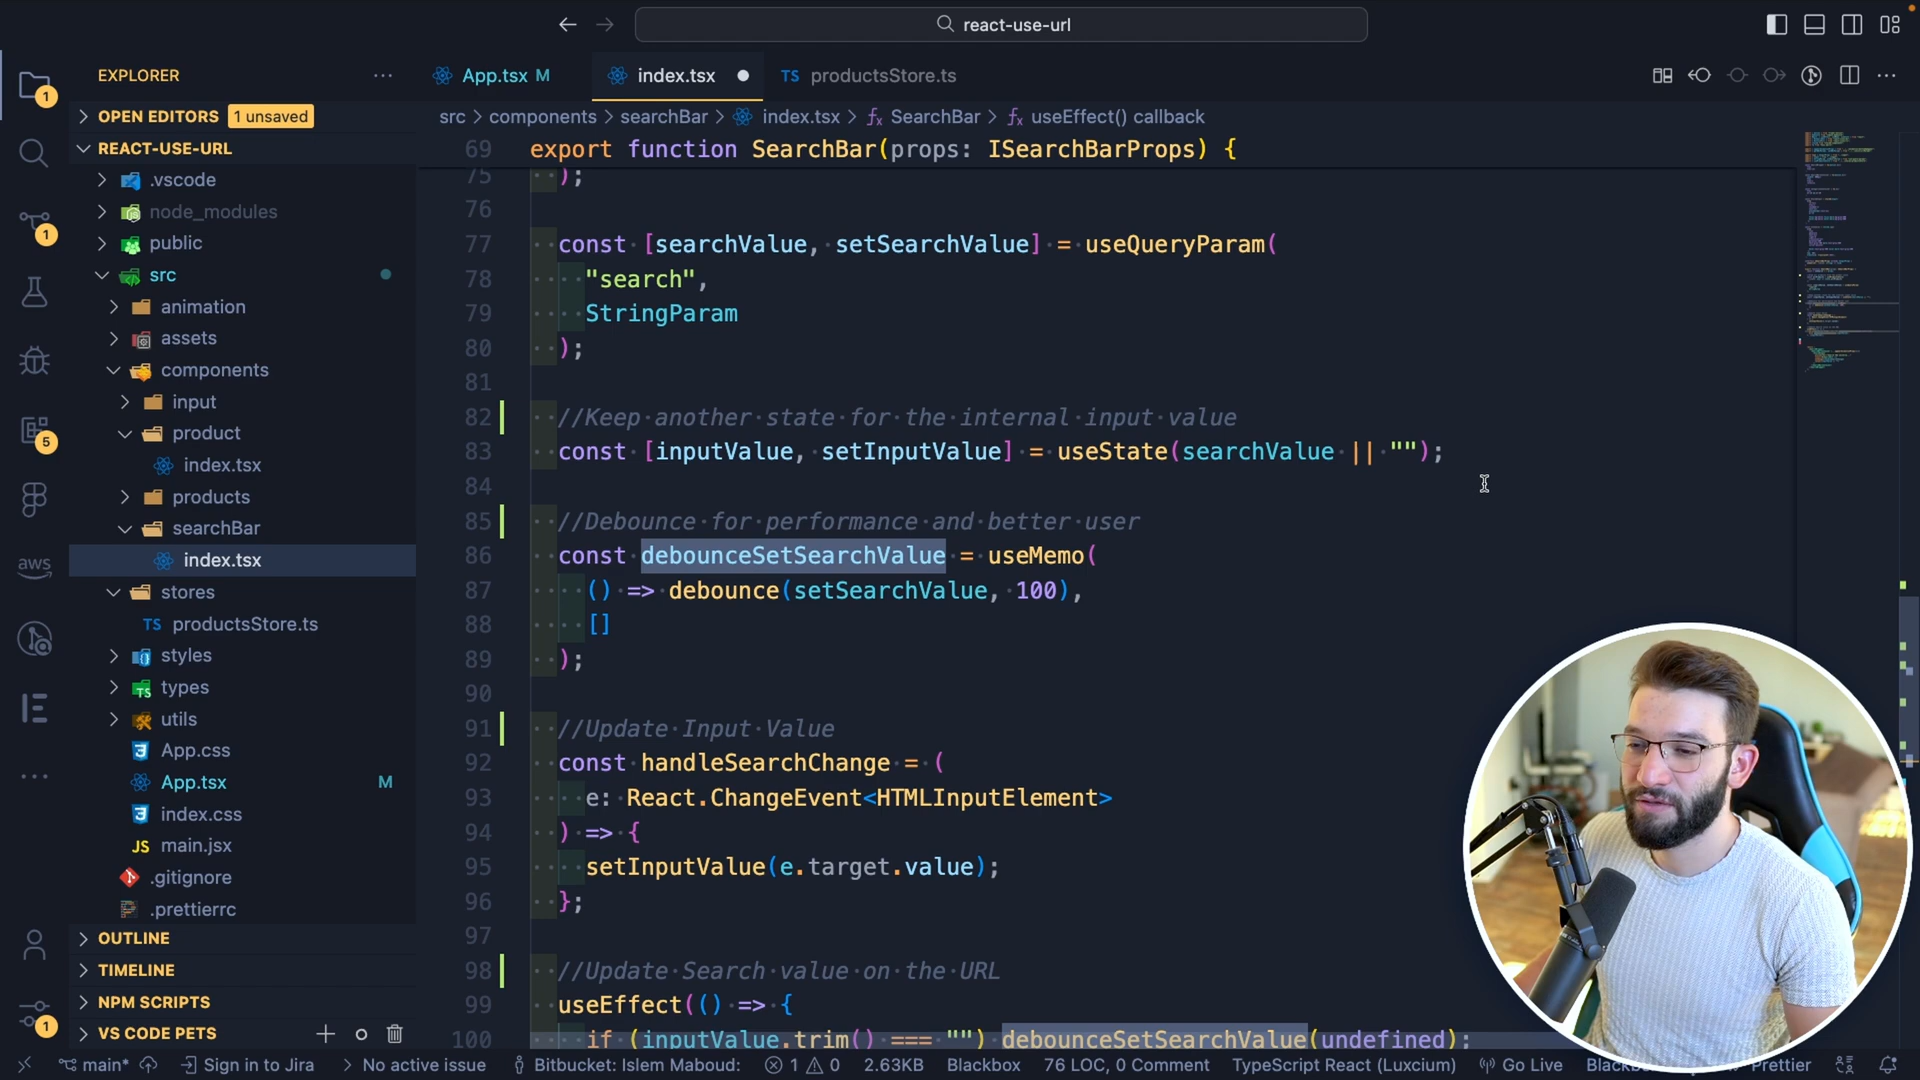 react-use-url
EXPLORER
App.tsx M
index.tsx
TS productsStore.ts
OPEN EDITORS 1 unsaved
src > components > searchBar > index.tsx > SearchBar > useEffect() callback
REACT-USE-URL
.vscode
node_modules
public
src
animation
assets
components
input
product
index.tsx
products
searchBar
index.tsx
stores
TS productsStore.ts
styles
types
utils
App.css
App.tsx M
index.css
JS main.jsx
.gitignore
.prettierrc
OUTLINE
TIMELINE
NPM SCRIPTS
VS CODE PETS
1
1
5
aws
1
69 export function SearchBar(props: ISearchBarProps) {
75 );
76
77 const [searchValue, setSearchValue] = useQueryParam(
78 "search",
79 StringParam
80 );
81
82 //Keep another state for the internal input value
83 const [inputValue, setInputValue] = useState(searchValue || "");
84
85 //Debounce for performance and better user
86 const debounceSetSearchValue = useMemo(
87 () => debounce(setSearchValue, 100),
88 []
89 );
90
91 //Update Input Value
92 const handleSearchChange = (
93 e: React.ChangeEvent<HTMLInputElement>
94 ) => {
95 setInputValue(e.target.value);
96 };
97
98 //Update Search value on the URL
99 useEffect(() => {
100 if (inputValue.trim() === "") debounceSetSearchValue(undefined);
main* Sign in to Jira > No active issue Bitbucket: Islem Maboud: 1 0 2.63KB Blackbox 76 LOC, 0 Comment TypeScript React (Luxcium) Go Live Prettier